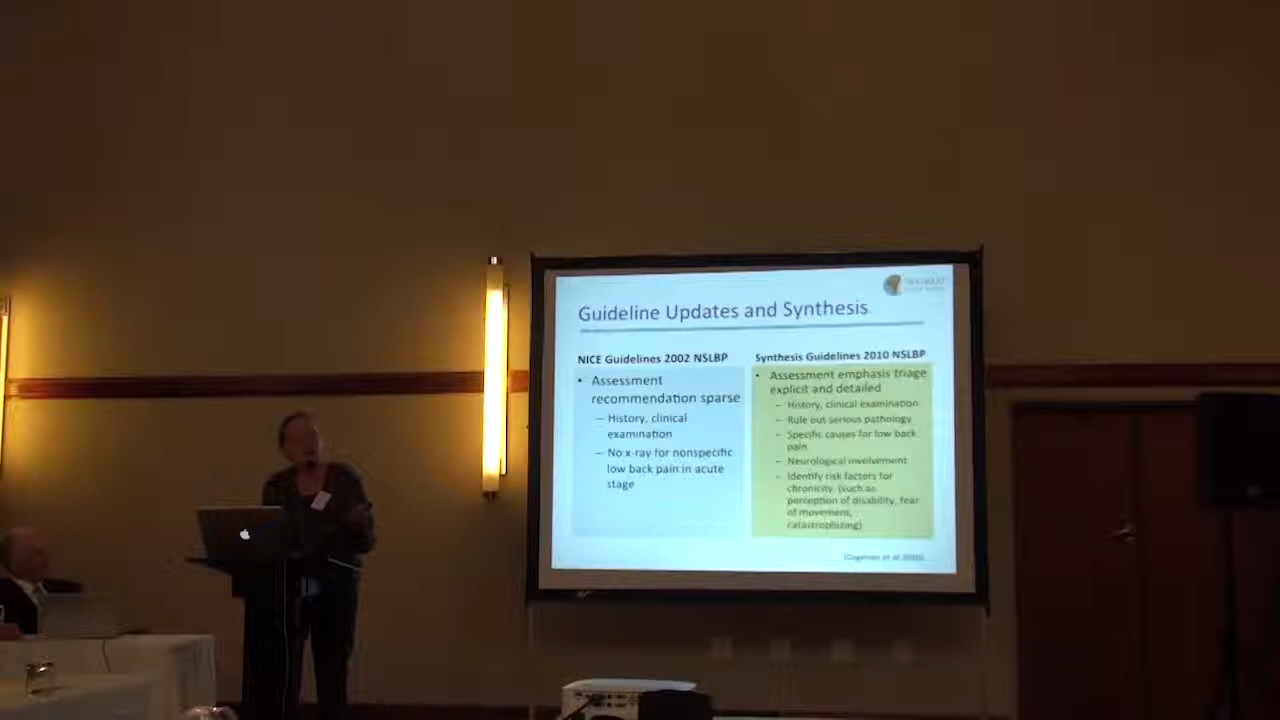 Guideline Updates and Synthesis
NICE Guidelines 2002 NSLBP
• Assessment
recommendation sparse
– History, clinical
examination
– No x-ray for nonspecific
low back pain in acute
stage
Synthesis Guidelines 2010 NSLBP
• Assessment emphasis triage
explicit and detailed
– History, clinical examination
– Rule out serious pathology
– Specific causes for low back
pain
– Neurological involvement
– Identify risk factors for
chronicity. (such as
perception of disability, fear
of movement,
catastrophizing)